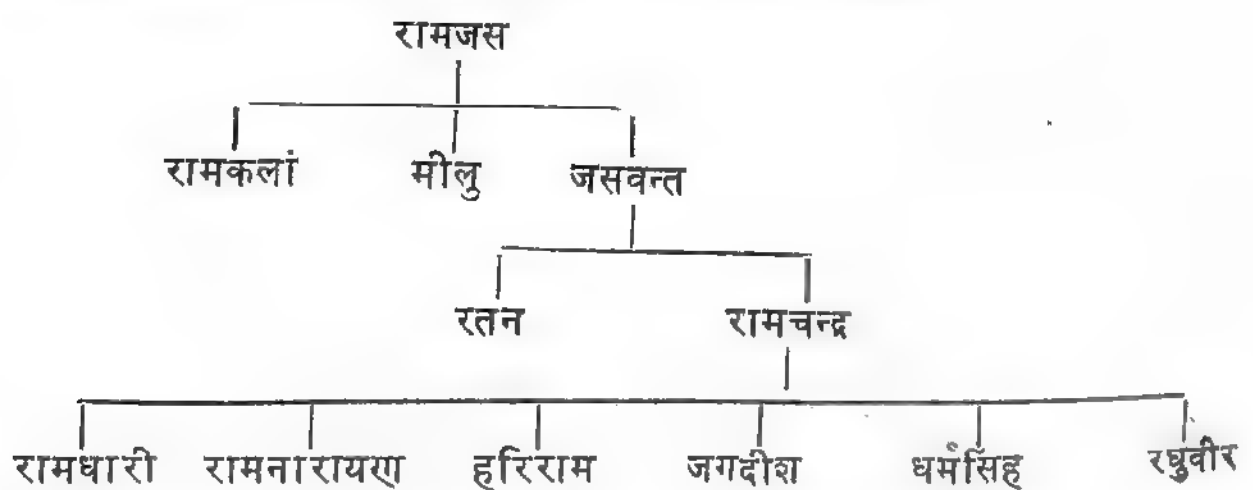 रामजस
रामकलां मीलु जसवन्त
रतन रामचन्द्र
रामधारी रामनारायण हरिराम जगदीश धर्मसिंह रघुवीर